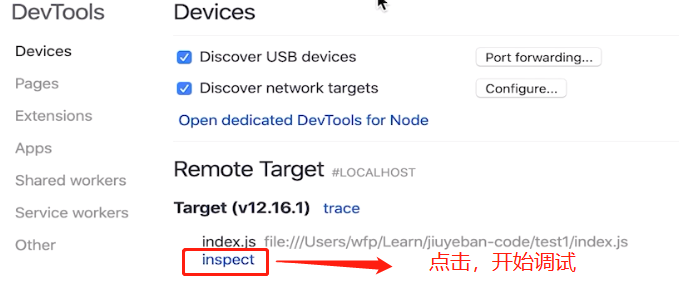 DevTools
Devices
Pages
Extensions
Apps
Shared workers
Service workers
Other
Devices
Discover USB devices
Port forwarding...
Discover network targets
Configure...
Open dedicated DevTools for Node
Remote Target #LOCALHOST
Target (v12.16.1) trace
index.js file:///Users/wfp/Learn/jiuyeban-code/test1/index.js
inspect
点击，开始调试